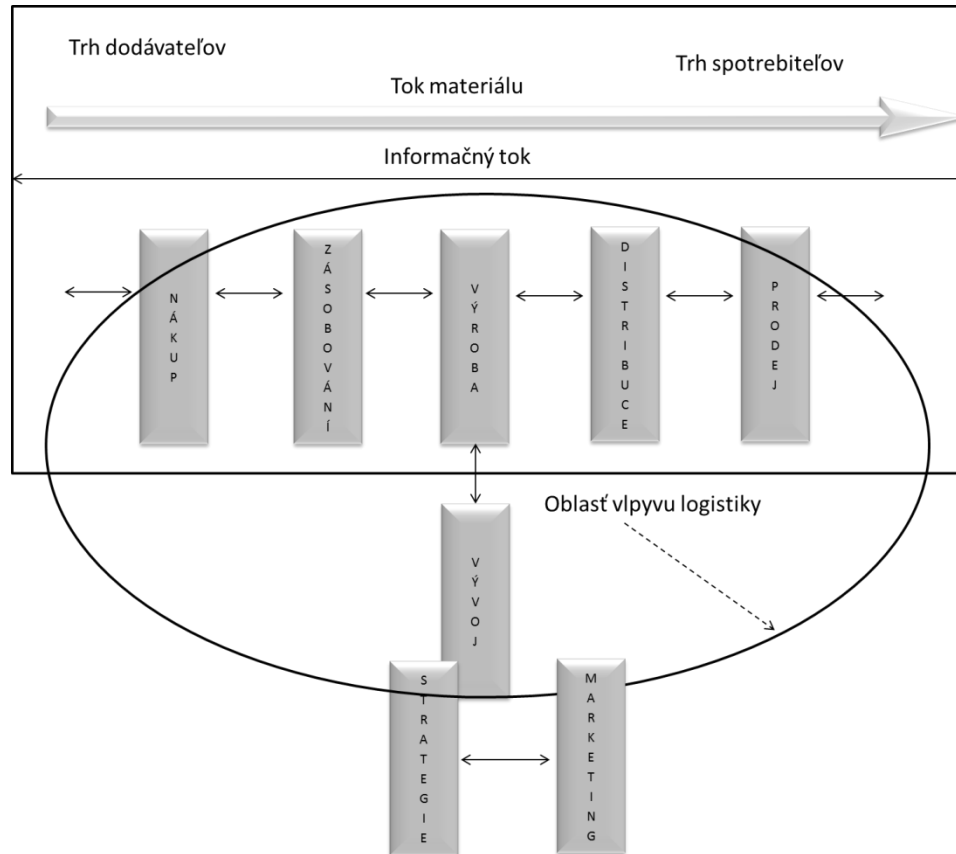 Trh dodávateľov
Trh spotrebiteľov
Tok materiálu
Informačný tok
NÁKUP
ZÁSOBOVÁNÍ
VÝROBA
DISTRIBUCE
PRODEJ
Oblasť vlpyvu logistiky
VÝVOJ
STRATEGIE
MARKETING